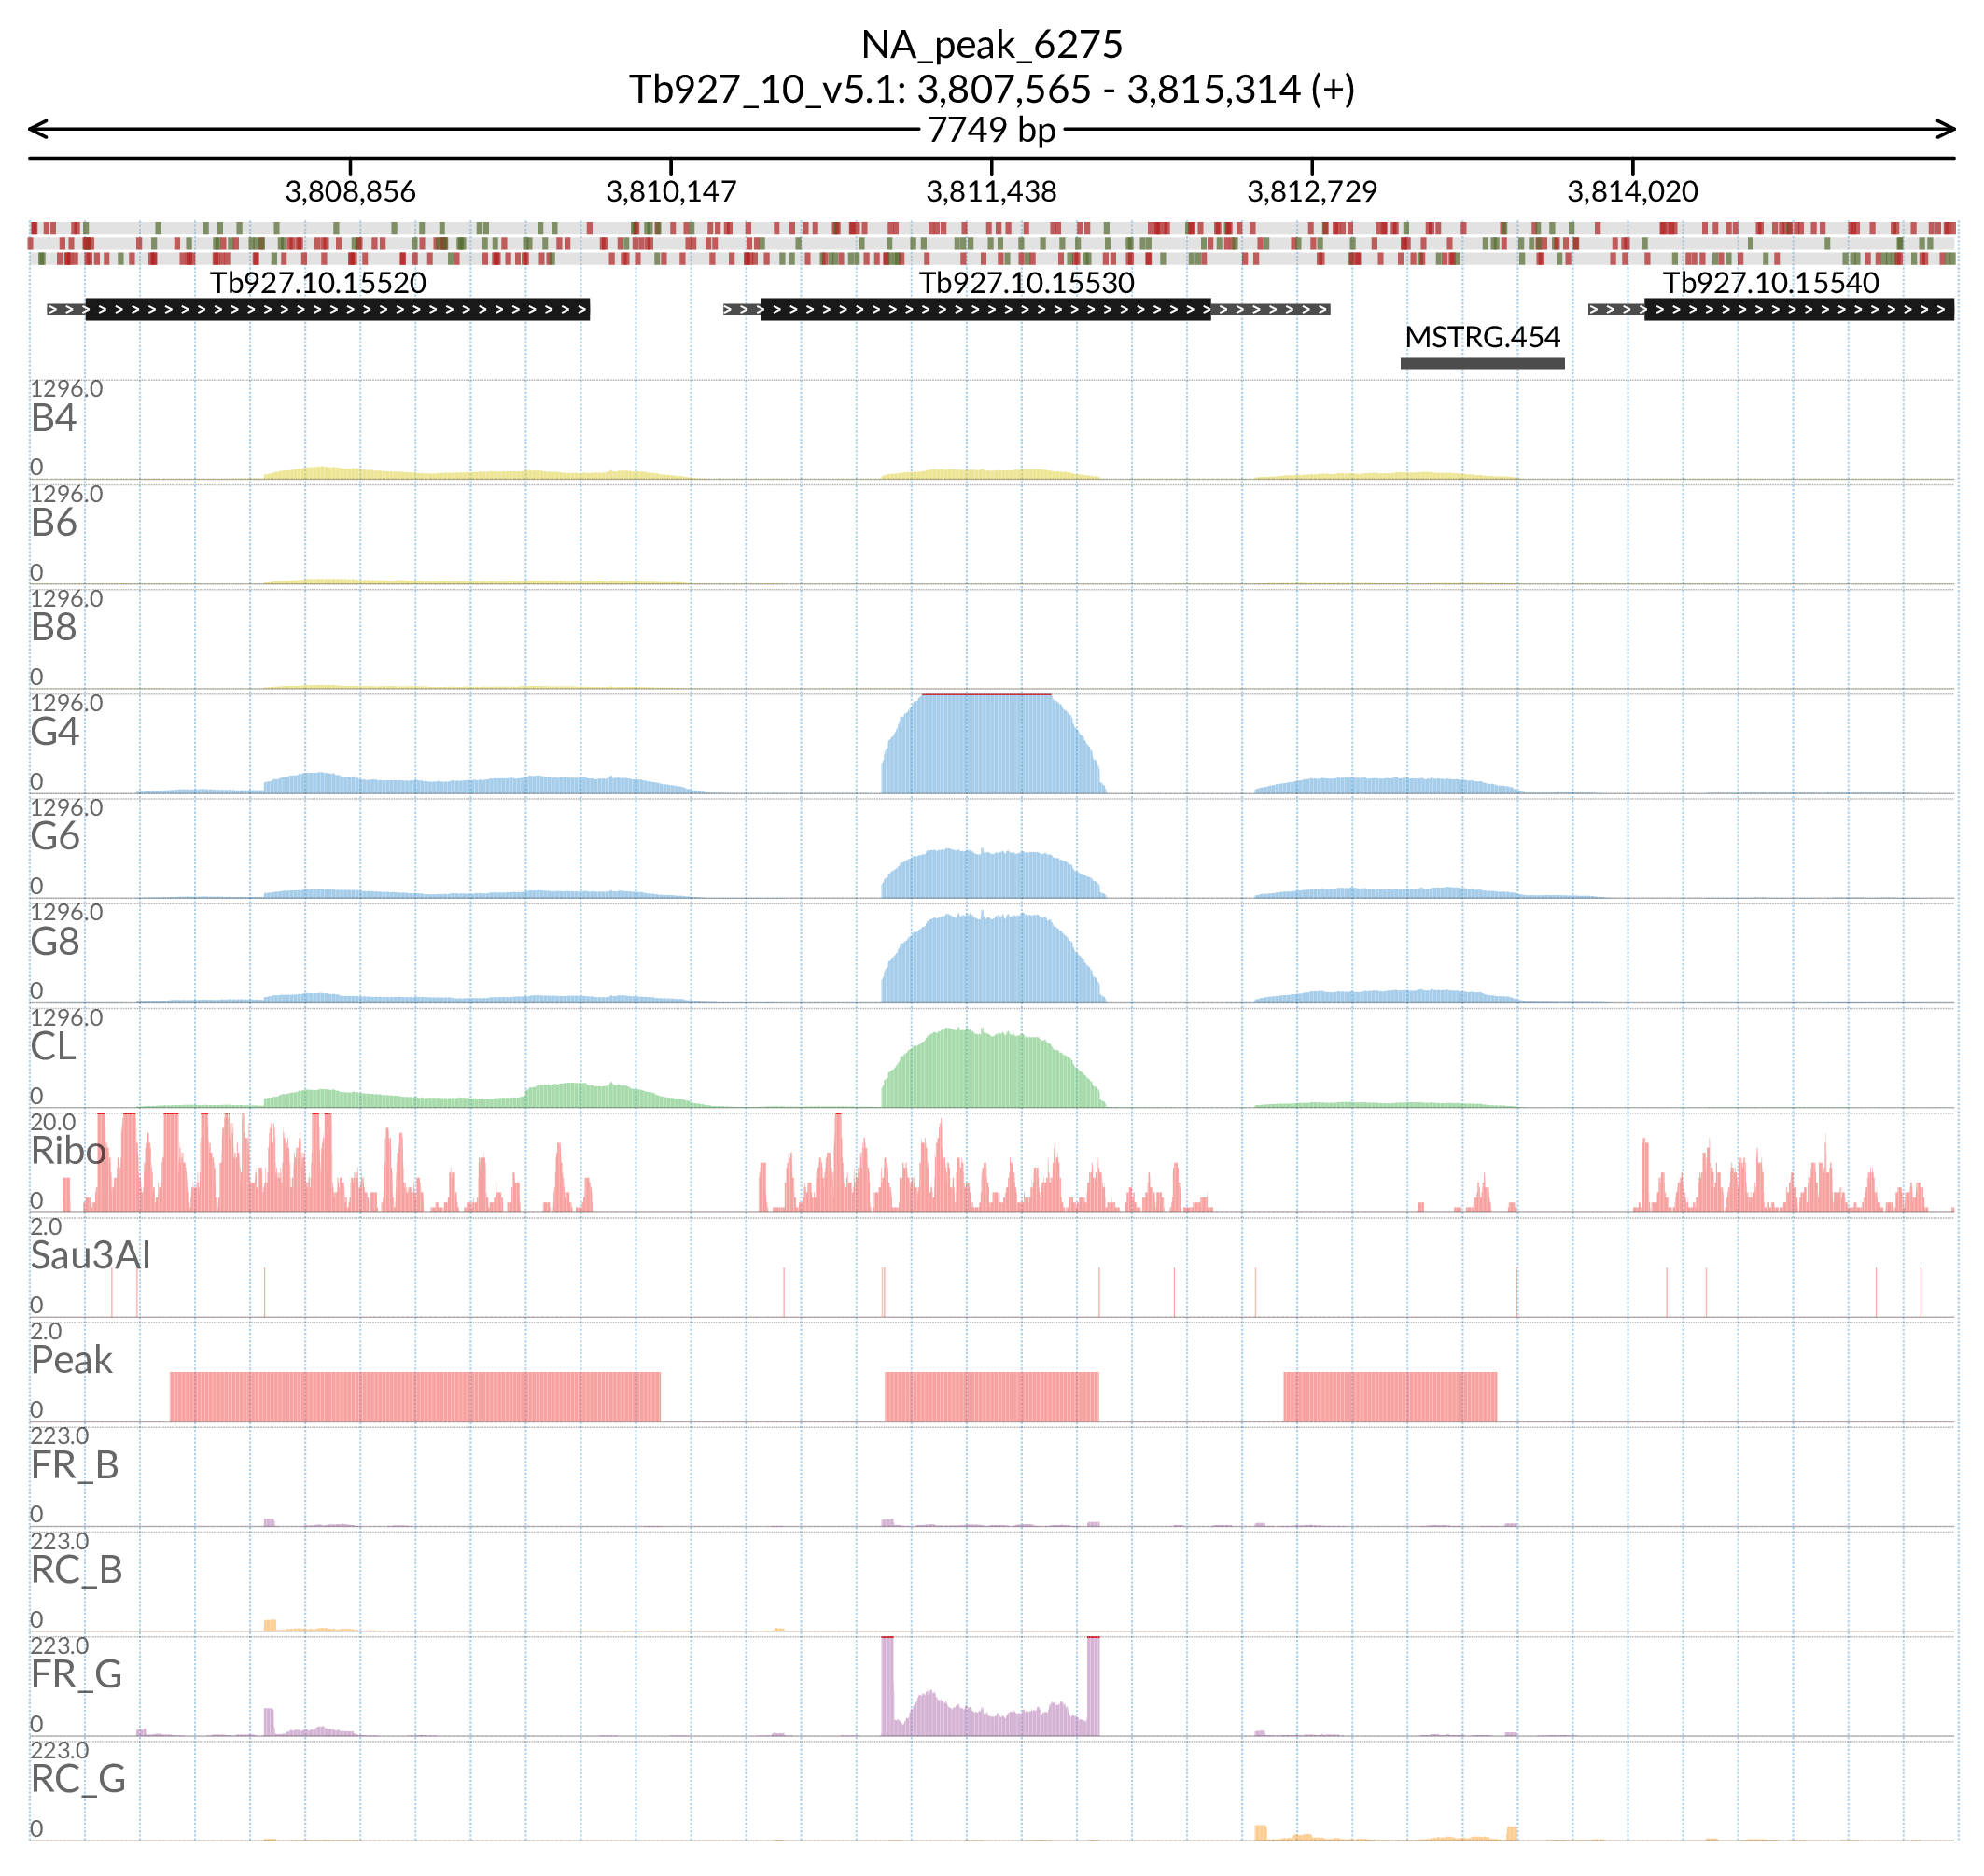 NA_peak_6275
Tb927_10_v5.1: 3,807,565 - 3,815,314 (+)
7749 bp
3,808,856 3,810,147 3,811,438 3,812,729 3,814,020
Tb927.10.15520 Tb927.10.15530 Tb927.10.15540
MSTRG.454
1296.0
B4
0
1296.0
B6
0
1296.0
B8
0
1296.0
G4
0
1296.0
G6
0
1296.0
G8
0
1296.0
CL
0
20.0
Ribo
0
2.0
Sau3AI
0
2.0
Peak
0
223.0
FR_B
0
223.0
RC_B
0
223.0
FR_G
0
223.0
RC_G
0